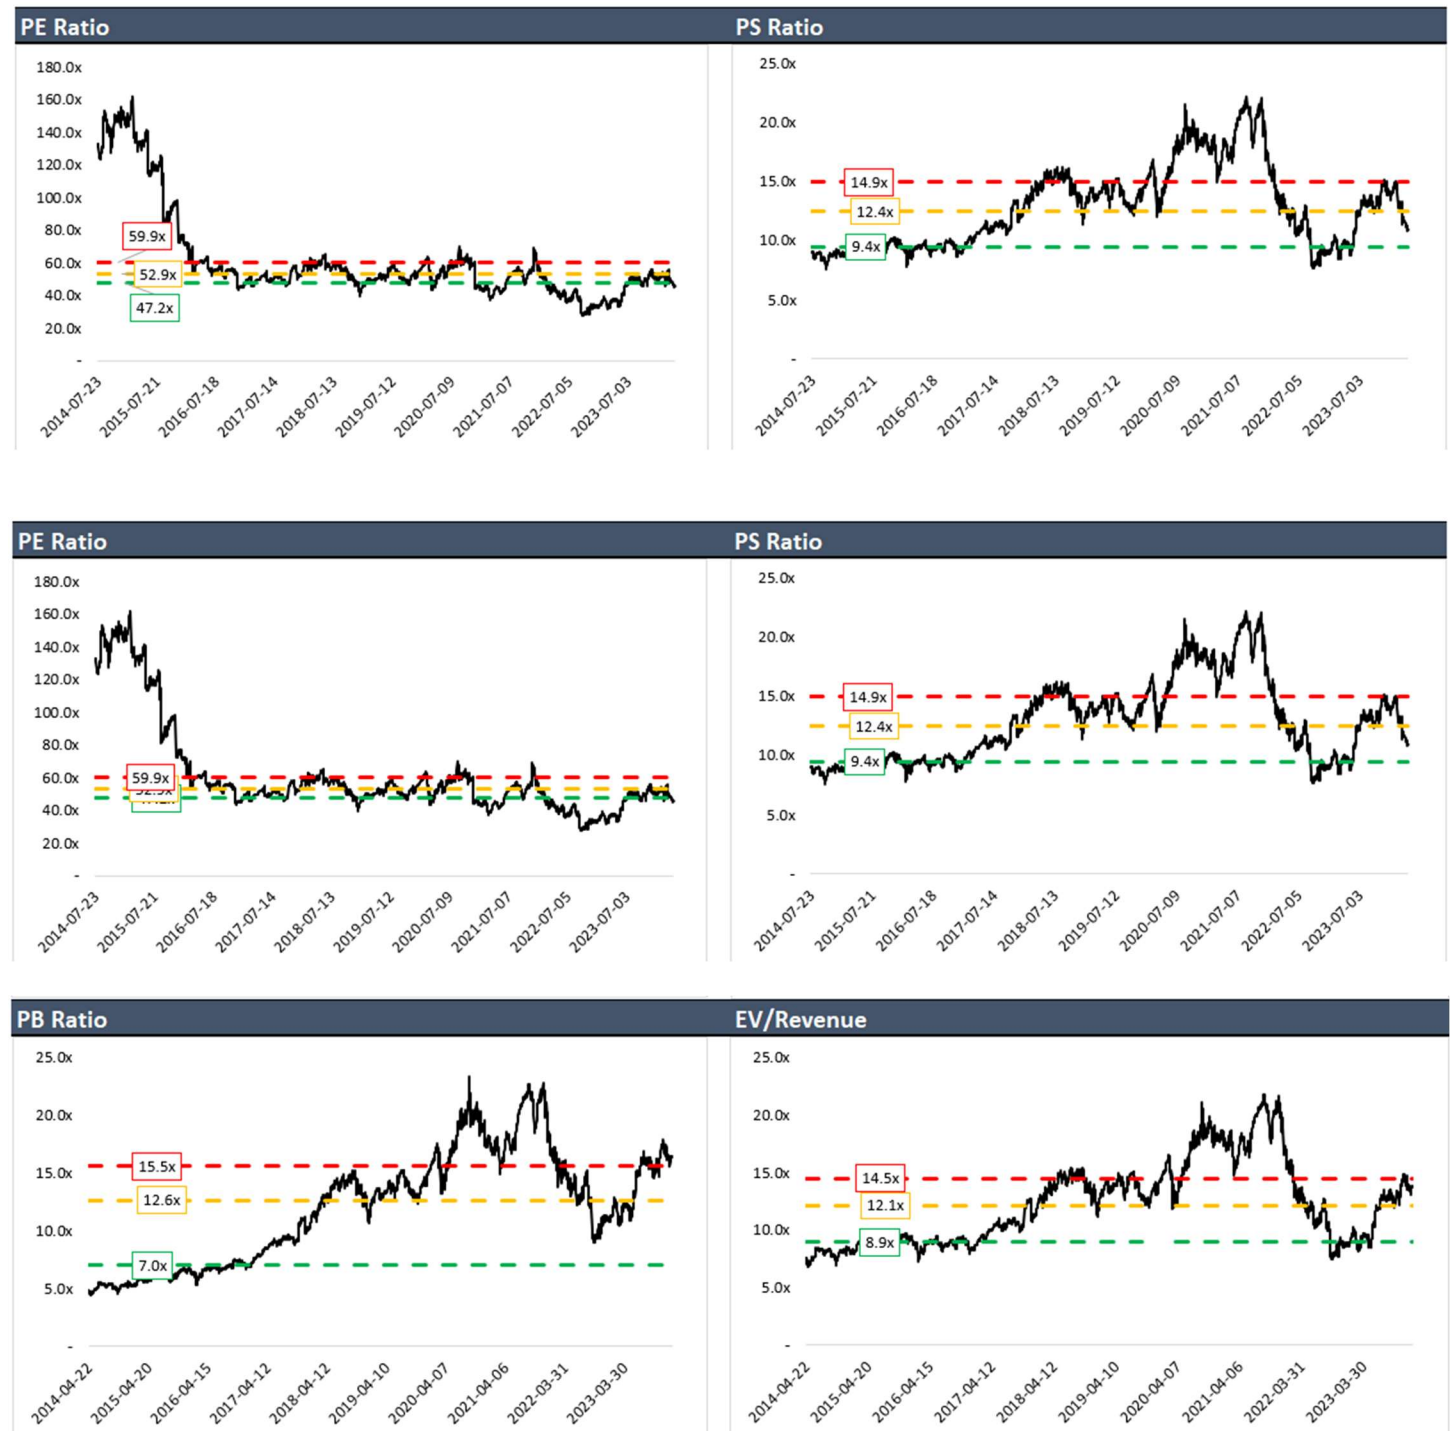 PE Ratio
PS Ratio
180.0x
160.0x
140.0x
120.0x
100.0x
80.0x
60.0x
40.0x
20.0x
-
59.9x
52.9x
47.2x
2014-07-23
2015-07-21
2016-07-18
2017-07-14
2018-07-13
2019-07-12
2020-07-09
2021-07-07
2022-07-05
2023-07-03
25.0x
20.0x
15.0x
10.0x
5.0x
-
14.9x
12.4x
9.4x
2014-07-23
2015-07-21
2016-07-18
2017-07-14
2018-07-13
2019-07-12
2020-07-09
2021-07-07
2022-07-05
2023-07-03
PE Ratio
PS Ratio
180.0x
160.0x
140.0x
120.0x
100.0x
80.0x
60.0x
40.0x
20.0x
-
59.9x
2014-07-23
2015-07-21
2016-07-18
2017-07-14
2018-07-13
2019-07-12
2020-07-09
2021-07-07
2022-07-05
2023-07-03
25.0x
20.0x
15.0x
10.0x
5.0x
-
14.9x
12.4x
9.4x
2014-07-23
2015-07-21
2016-07-18
2017-07-14
2018-07-13
2019-07-12
2020-07-09
2021-07-07
2022-07-05
2023-07-03
PB Ratio
EV/Revenue
25.0x
20.0x
15.0x
10.0x
5.0x
-
15.5x
12.6x
7.0x
2014-04-22
2015-04-20
2016-04-15
2017-04-12
2018-04-12
2019-04-10
2020-04-07
2021-04-06
2022-03-31
2023-03-30
25.0x
20.0x
15.0x
10.0x
5.0x
-
14.5x
12.1x
8.9x
2014-04-22
2015-04-20
2016-04-15
2017-04-12
2018-04-12
2019-04-10
2020-04-07
2021-04-06
2022-03-31
2023-03-30